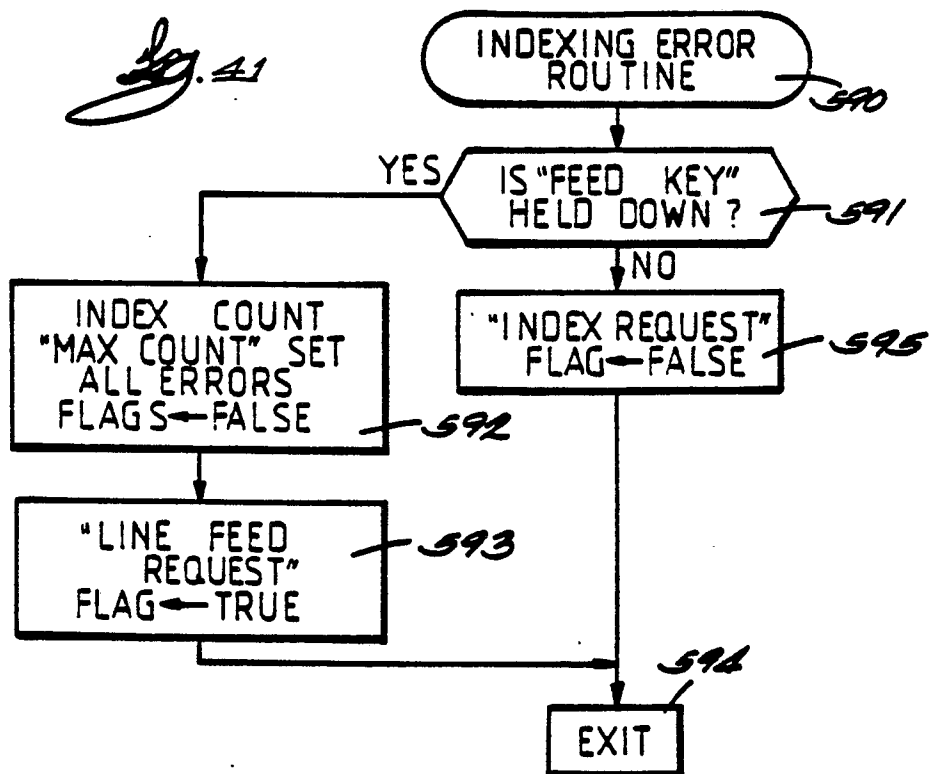 Fig. 41
INDEXING ERROR
ROUTINE
590
IS "FEED KEY"
HELD DOWN?
591
YES
NO
INDEX COUNT
"MAX COUNT" SET
ALL ERRORS
FLAGS←FALSE
592
"INDEX REQUEST"
FLAG←FALSE
595
"LINE FEED
REQUEST"
FLAG←TRUE
593
594
EXIT